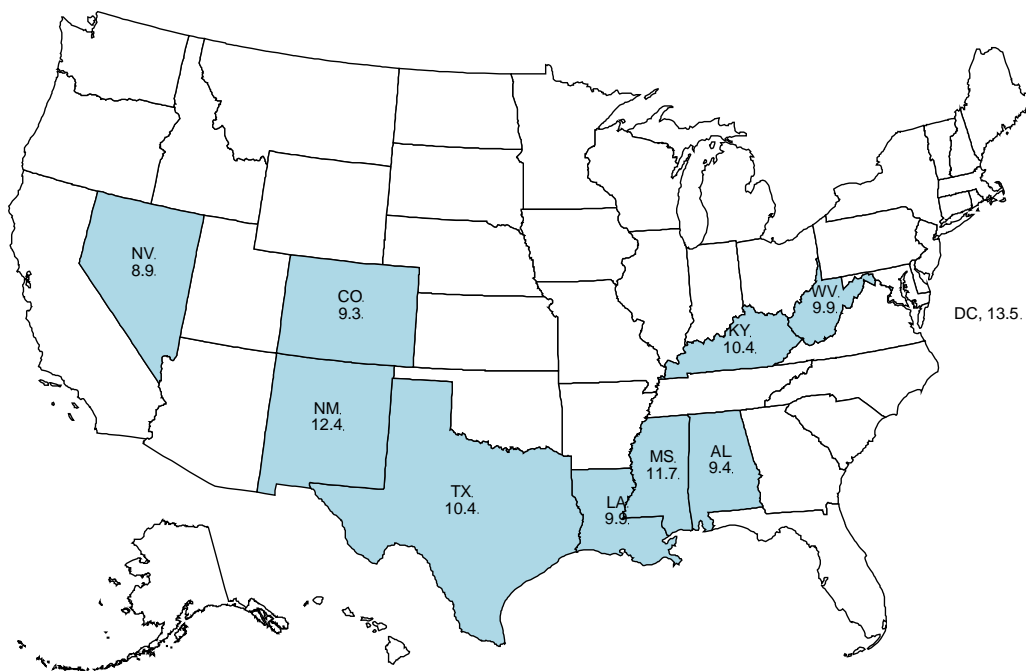 NV.
8.9.
CO.
9.3.
WV.
9.9.
DC, 13.5.
KY.
10.4.
NM.
12.4.
MS.
11.7.
AL
9.4.
TX.
10.4.
LA
9.9.